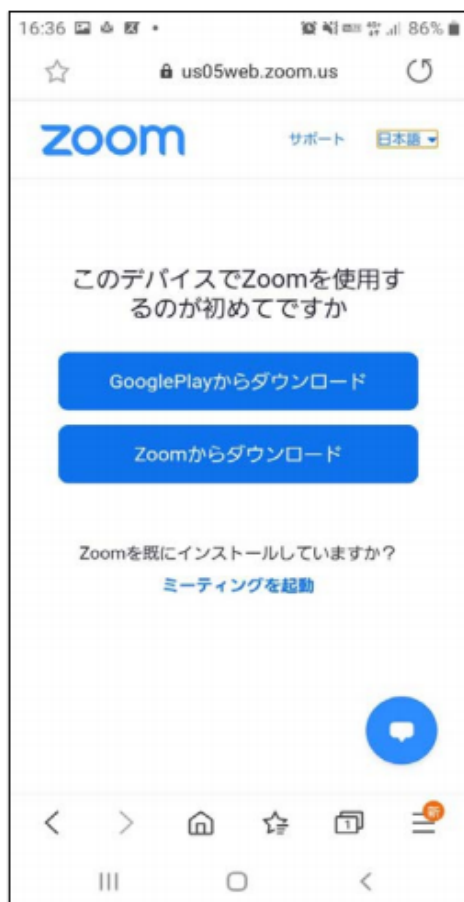 16:36
86%
us05web.zoom.us
zoom
サポート
日本語
このデバイスでZoomを使用す
るのが初めてですか
GooglePlayからダウンロード
Zoomからダウンロード
Zoomを既にインストールしていますか？
ミーティングを起動
1
新